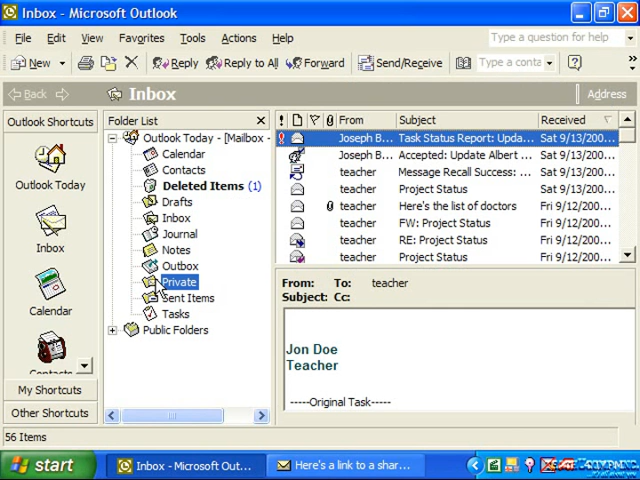 Inbox - Microsoft Outlook
File Edit View Favorites Tools Actions Help Type a question for help
New Reply Reply to All Forward Send/Receive Type a conta
Back Inbox Address
Outlook Shortcuts
Outlook Today
Inbox
Calendar
Contacts
My Shortcuts
Other Shortcuts
Folder List
Outlook Today - [Mailbox -
Calendar
Contacts
Deleted Items (1)
Drafts
Inbox
Journal
Notes
Outbox
Private
Sent Items
Tasks
Public Folders
From Subject Received
Joseph B... Task Status Report: Upda... Sat 9/13/200...
Joseph B... Accepted: Update Albert ... Sat 9/13/200...
teacher Message Recall Success: ... Sat 9/13/200...
teacher Project Status Sat 9/13/200...
teacher Here's the list of doctors Fri 9/12/200...
teacher FW: Project Status Fri 9/12/200...
teacher RE: Project Status Fri 9/12/200...
teacher Project Status Fri 9/12/200...
From: To: teacher
Subject: Cc:
Jon Doe
Teacher
-----Original Task-----
56 Items
start Inbox - Microsoft Out... Here's a link to a shar...